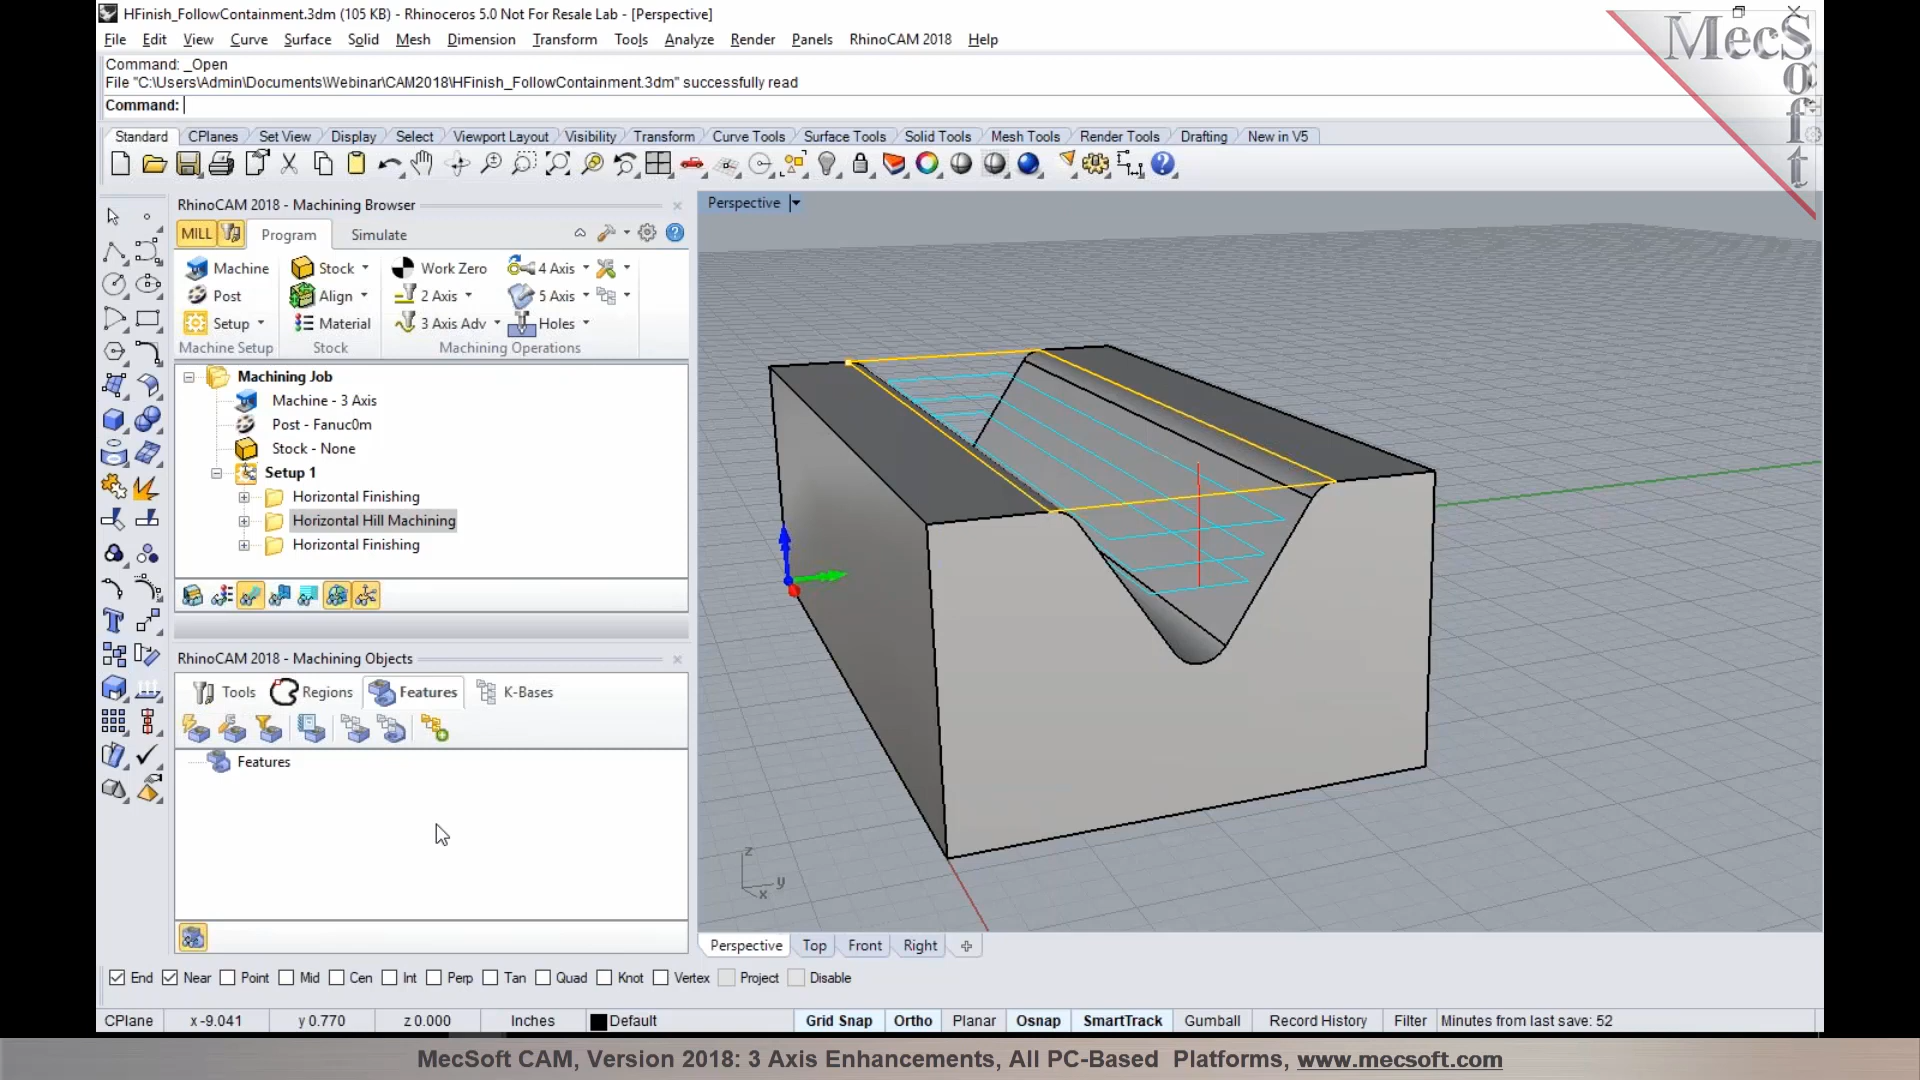 HFinish_FollowContainment.3dm (105 KB) - Rhinoceros 5.0 Not For Resale Lab - [Perspective]
File Edit View Curve Surface Solid Mesh Dimension Transform Tools Analyze Render Panels RhinoCAM 2018 Help
Command: _Open
File "C:\Users\Admin\Documents\Webinar\CAM2018\HFinish_FollowContainment.3dm" successfully read
Command:
MecSoft
Standard CPlanes Set View Display Select Viewport Layout Visibility Transform Curve Tools Surface Tools Solid Tools Mesh Tools Render Tools Drafting New in V5
RhinoCAM 2018 - Machining Browser
MILL Program Simulate
Machine Stock Work Zero 4 Axis
Post Align 2 Axis 5 Axis
Setup Material 3 Axis Adv Holes
Machine Setup Stock Machining Operations
Machining Job
Machine - 3 Axis
Post - Fanuc0m
Stock - None
Setup 1
Horizontal Finishing
Horizontal Hill Machining
Horizontal Finishing
RhinoCAM 2018 - Machining Objects
Tools Regions Features K-Bases
Features
Perspective
z
y
x
Perspective Top Front Right
End Near Point Mid Cen Int Perp Tan Quad Knot Vertex Project Disable
CPlane x -9.041 y 0.770 z 0.000 Inches Default Grid Snap Ortho Planar Osnap SmartTrack Gumball Record History Filter Minutes from last save: 52
MecSoft CAM, Version 2018: 3 Axis Enhancements, All PC-Based Platforms, www.mecsoft.com